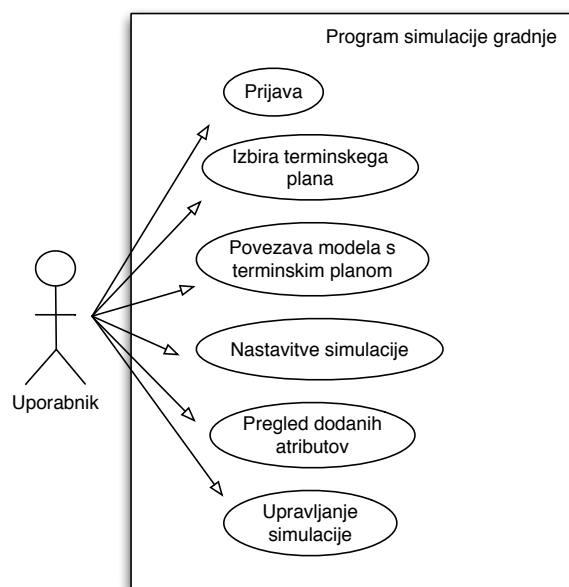 Program simulacije gradnje
Prijava
Izbira terminskega
plana
Povezava modela s
terminskim planom
Nastavitve simulacije
Uporabnik
Pregled dodanih
atributov
Upravljanje
simulacije